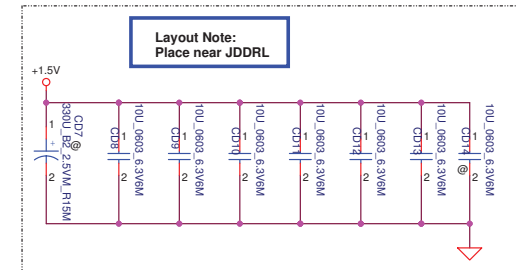 Layout Note:
Place near JDDRL
+1.5V
1
+
2
CD7
@
330U_B2_2.5VM_R15M
1
2
CD8
10U_0603_6.3V6M
1
2
CD9
10U_0603_6.3V6M
1
2
CD10
10U_0603_6.3V6M
1
2
CD11
10U_0603_6.3V6M
1
2
CD12
10U_0603_6.3V6M
1
2
CD13
10U_0603_6.3V6M
1
2
CD14
@
10U_0603_6.3V6M